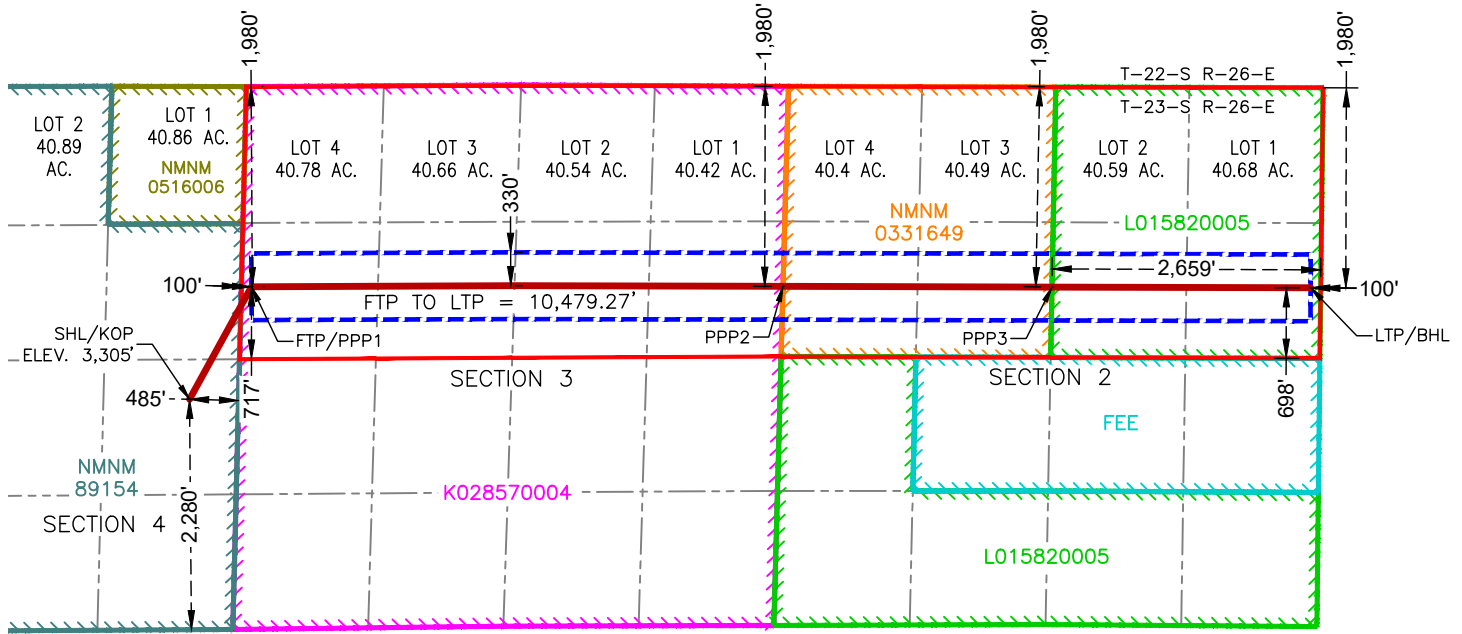 1,980'
1,980'
1,980'
1,980'
T-22-S R-26-E
T-23-S R-26-E
LOT 2
40.89
AC.
LOT 1
40.86 AC.
NMNM
0516006
LOT 4
40.78 AC.
LOT 3
40.66 AC.
LOT 2
40.54 AC.
LOT 1
40.42 AC.
LOT 4
40.4 AC.
LOT 3
40.49 AC.
LOT 2
40.59 AC.
LOT 1
40.68 AC.
330'
NMNM
0331649
L015820005
2,659'
100'
100'
FTP TO LTP = 10,479.27'
SHL/KOP
ELEV. 3,305'
FTP/PPP1
PPP2
PPP3
LTP/BHL
SECTION 3
SECTION 2
485'
717'
698'
FEE
NMNM
89154
K028570004
SECTION 4
2,280'
L015820005